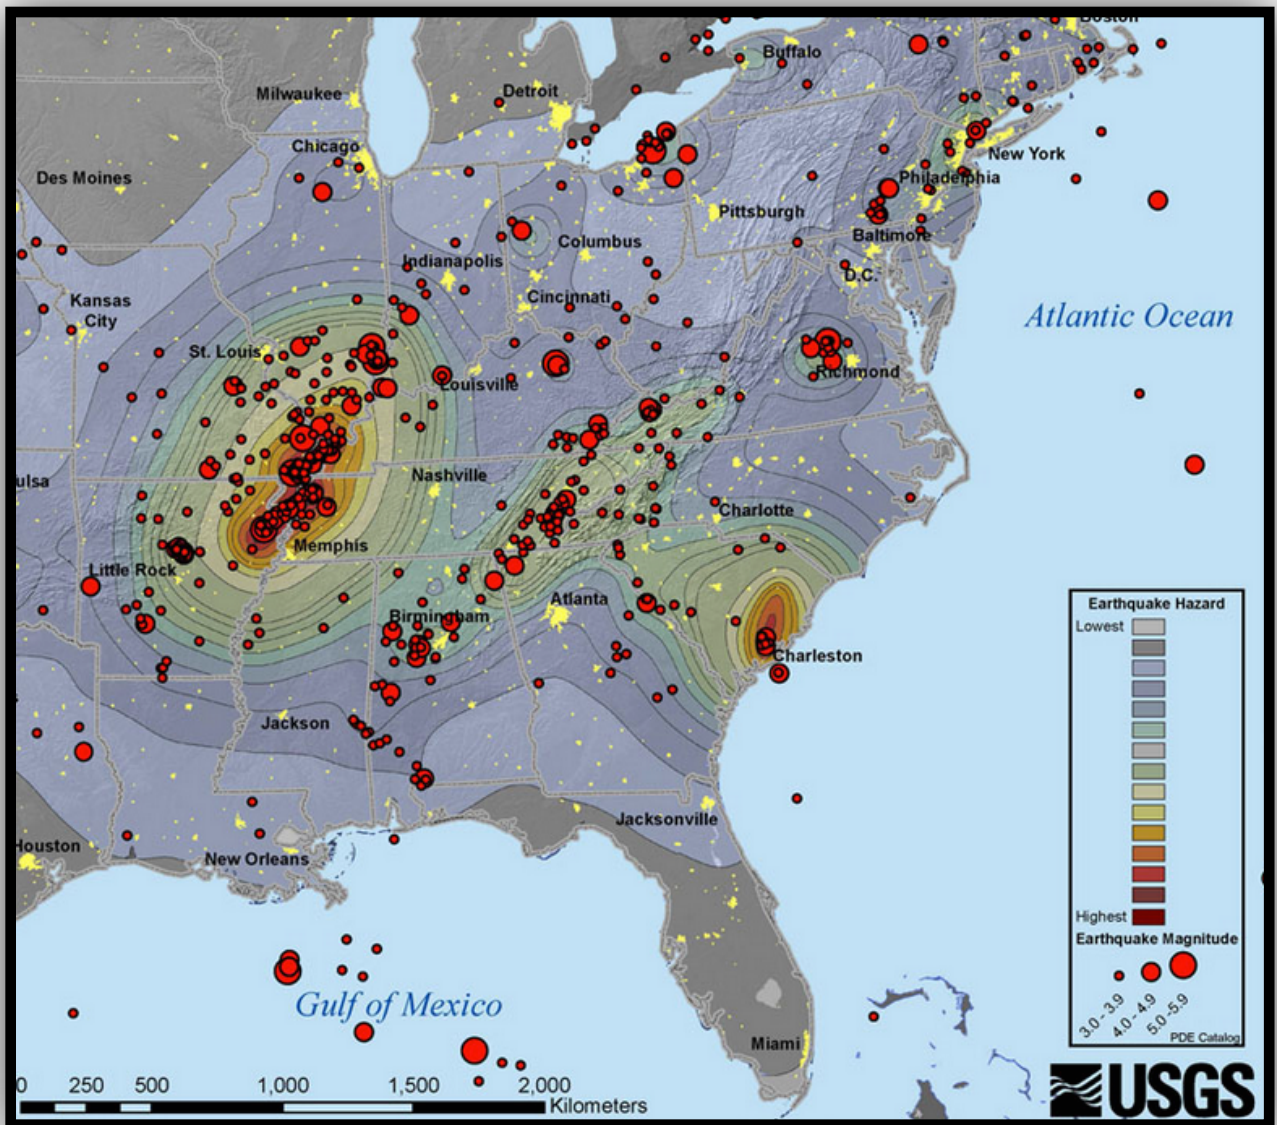 Boston
Buffalo
Milwaukee
Detroit
Chicago
New York
Des Moines
Philadelphia
Pittsburgh
Baltimore
Columbus
Indianapolis
D.C.
Kansas
City
Cincinnati
Atlantic Ocean
St. Louis
Louisville
Richmond
Nashville
ulsa
Charlotte
Memphis
Little Rock
Atlanta
Birmingham
Charleston
Jackson
Jacksonville
Houston
New Orleans
Gulf of Mexico
Miami
Earthquake Hazard
Lowest
Highest
Earthquake Magnitude
3.0 - 3.9
4.0 - 4.9
5.0 -5.9
PDE Catalog
0 250 500 1,000 1,500 2,000
Kilometers
USGS